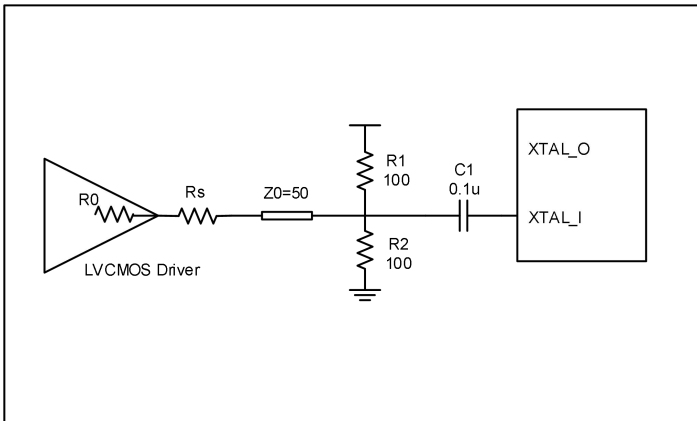 R0
LVCMOS Driver
Rs
Z0=50
R1
100
R2
100
C1
0.1u
XTAL_O
XTAL_I